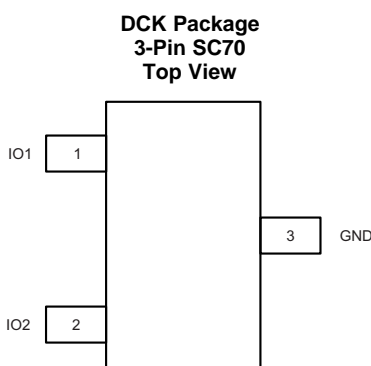 DCK Package
3-Pin SC70
Top View
IO1 1
3 GND
IO2 2